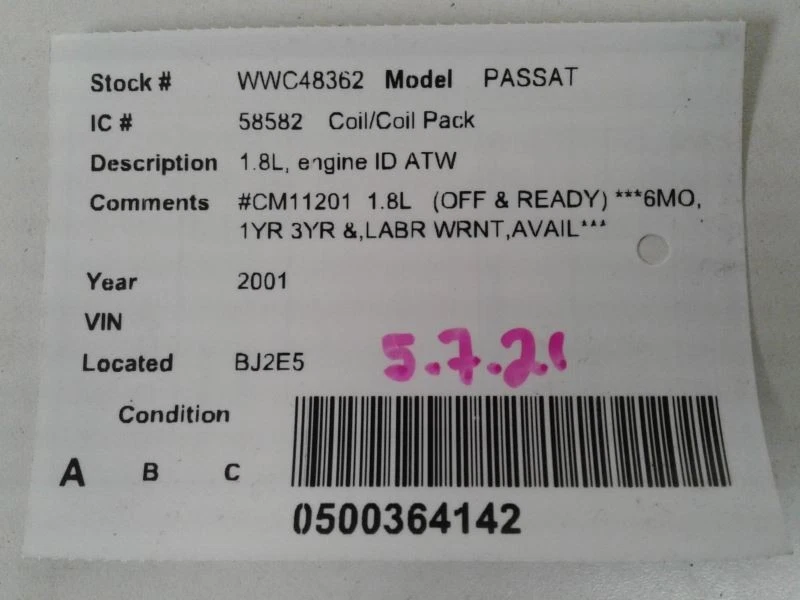 Stock # WWC48362 Model PASSAT
IC # 58582 Coil/Coil Pack
Description 1.8L, engine ID ATW
Comments #CM11201 1.8L (OFF & READY) ***6MO,
1YR 3YR &,LABR WRNT,AVAIL***
Year 2001
VIN
Located BJ2E5 5.7.21
Condition
A B C
0500364142